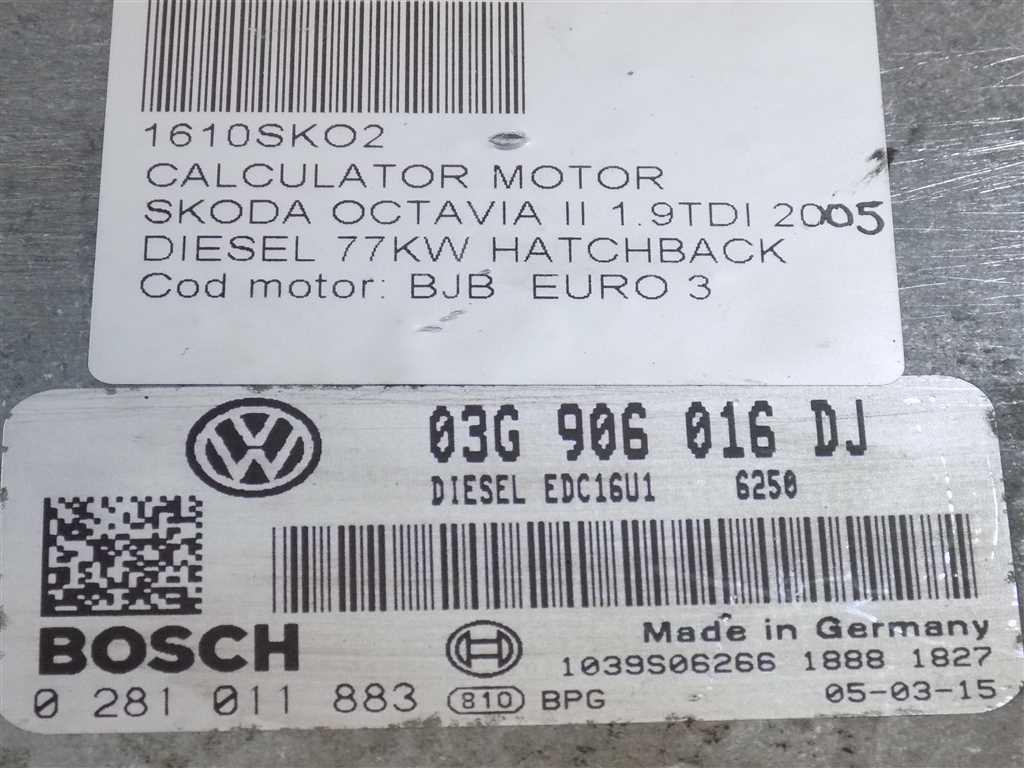 1610SKO2
CALCULATOR MOTOR
SKODA OCTAVIA II 1.9TDI 2005
DIESEL 77KW HATCHBACK
Cod motor: BJB EURO 3
03G 906 016 DJ
DIESEL EDC16U1 6250
BOSCH
Made in Germany
1039S06266 1888 1827
0 281 011 883 810 BPG 05-03-15